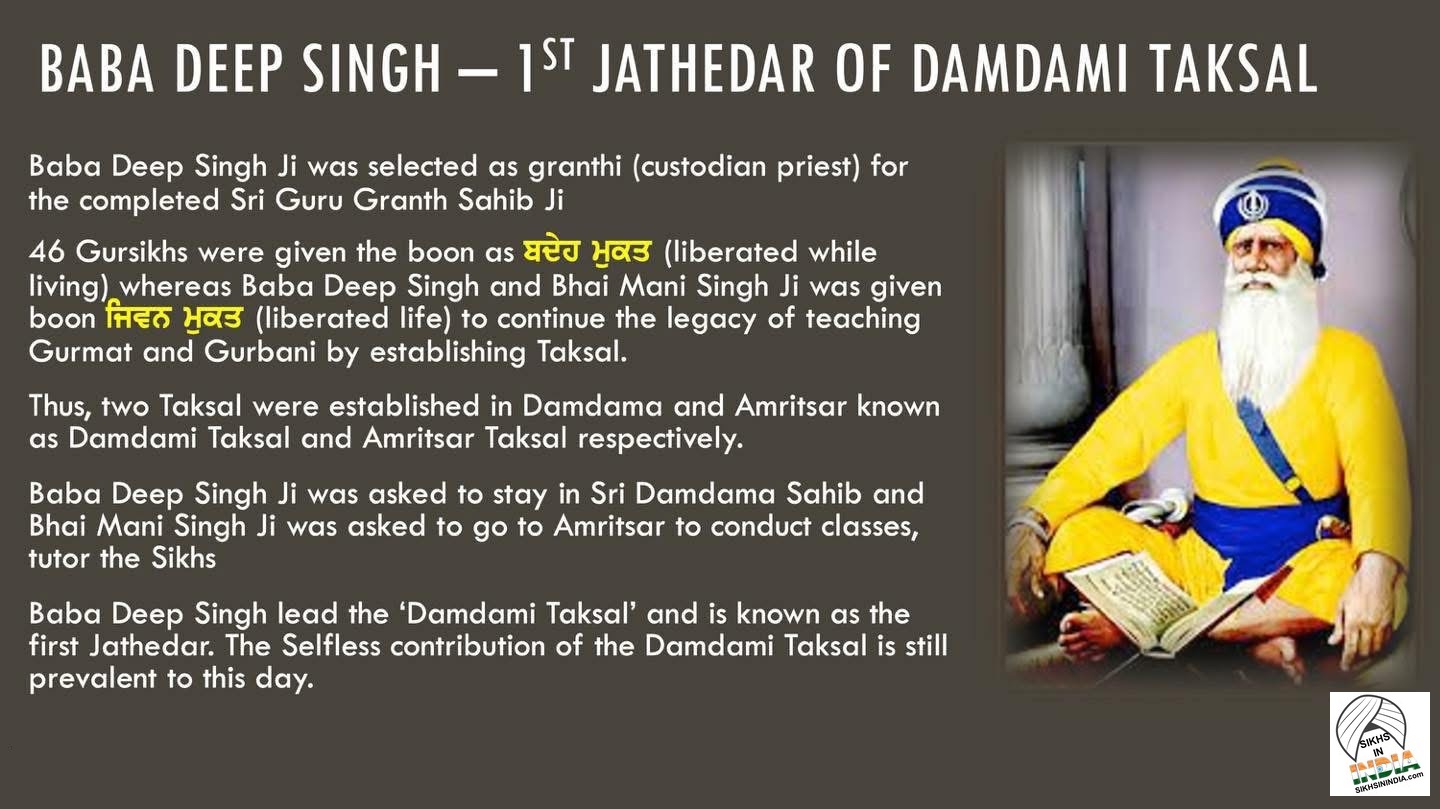 BABA DEEP SINGH – 1ST JATHEDAR OF DAMDAMI TAKSAL
Baba Deep Singh Ji was selected as granthi (custodian priest) for
the completed Sri Guru Granth Sahib Ji
46 Gursikhs were given the boon as ਬਦੇਹ ਮੁਕਤ (liberated while
living) whereas Baba Deep Singh and Bhai Mani Singh Ji was given
boon ਜਿਵਨ ਮੁਕਤ (liberated life) to continue the legacy of teaching
Gurmat and Gurbani by establishing Taksal.
Thus, two Taksal were established in Damdama and Amritsar known
as Damdami Taksal and Amritsar Taksal respectively.
Baba Deep Singh Ji was asked to stay in Sri Damdama Sahib and
Bhai Mani Singh Ji was asked to go to Amritsar to conduct classes,
tutor the Sikhs
Baba Deep Singh lead the ‘Damdami Taksal’ and is known as the
first Jathedar. The Selfless contribution of the Damdami Taksal is still
prevalent to this day.
SIKHS
IN
INDIA
SIKHSININDIA.com